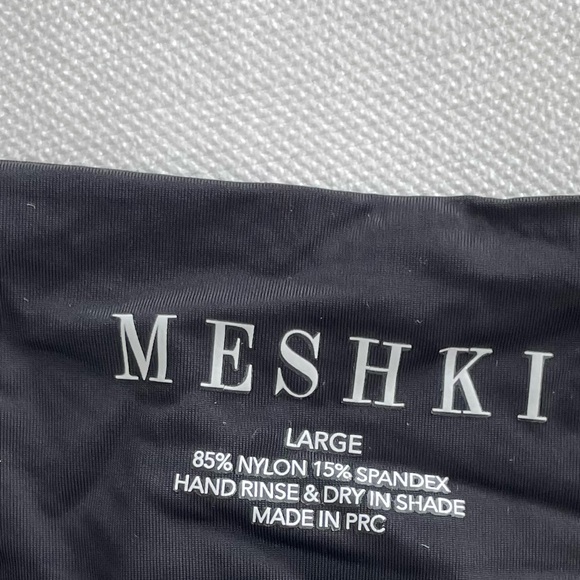 MESHKI
LARGE
85% NYLON 15% SPANDEX
HAND RINSE & DRY IN SHADE
MADE IN PRC